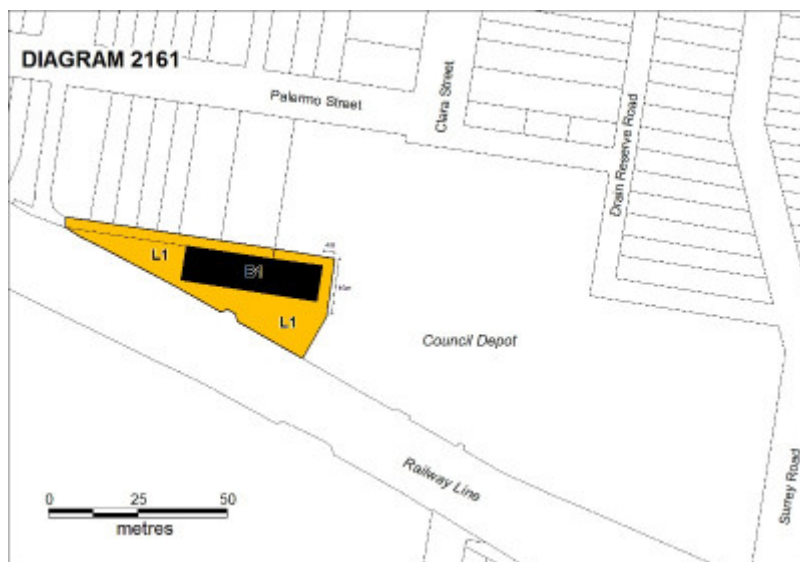 DIAGRAM 2161
Palermo Street
Clara Street
Drain Reserve Road
L1
B1
L1
Council Depot
Railway Line
Surrey Road
0 25 50
metres